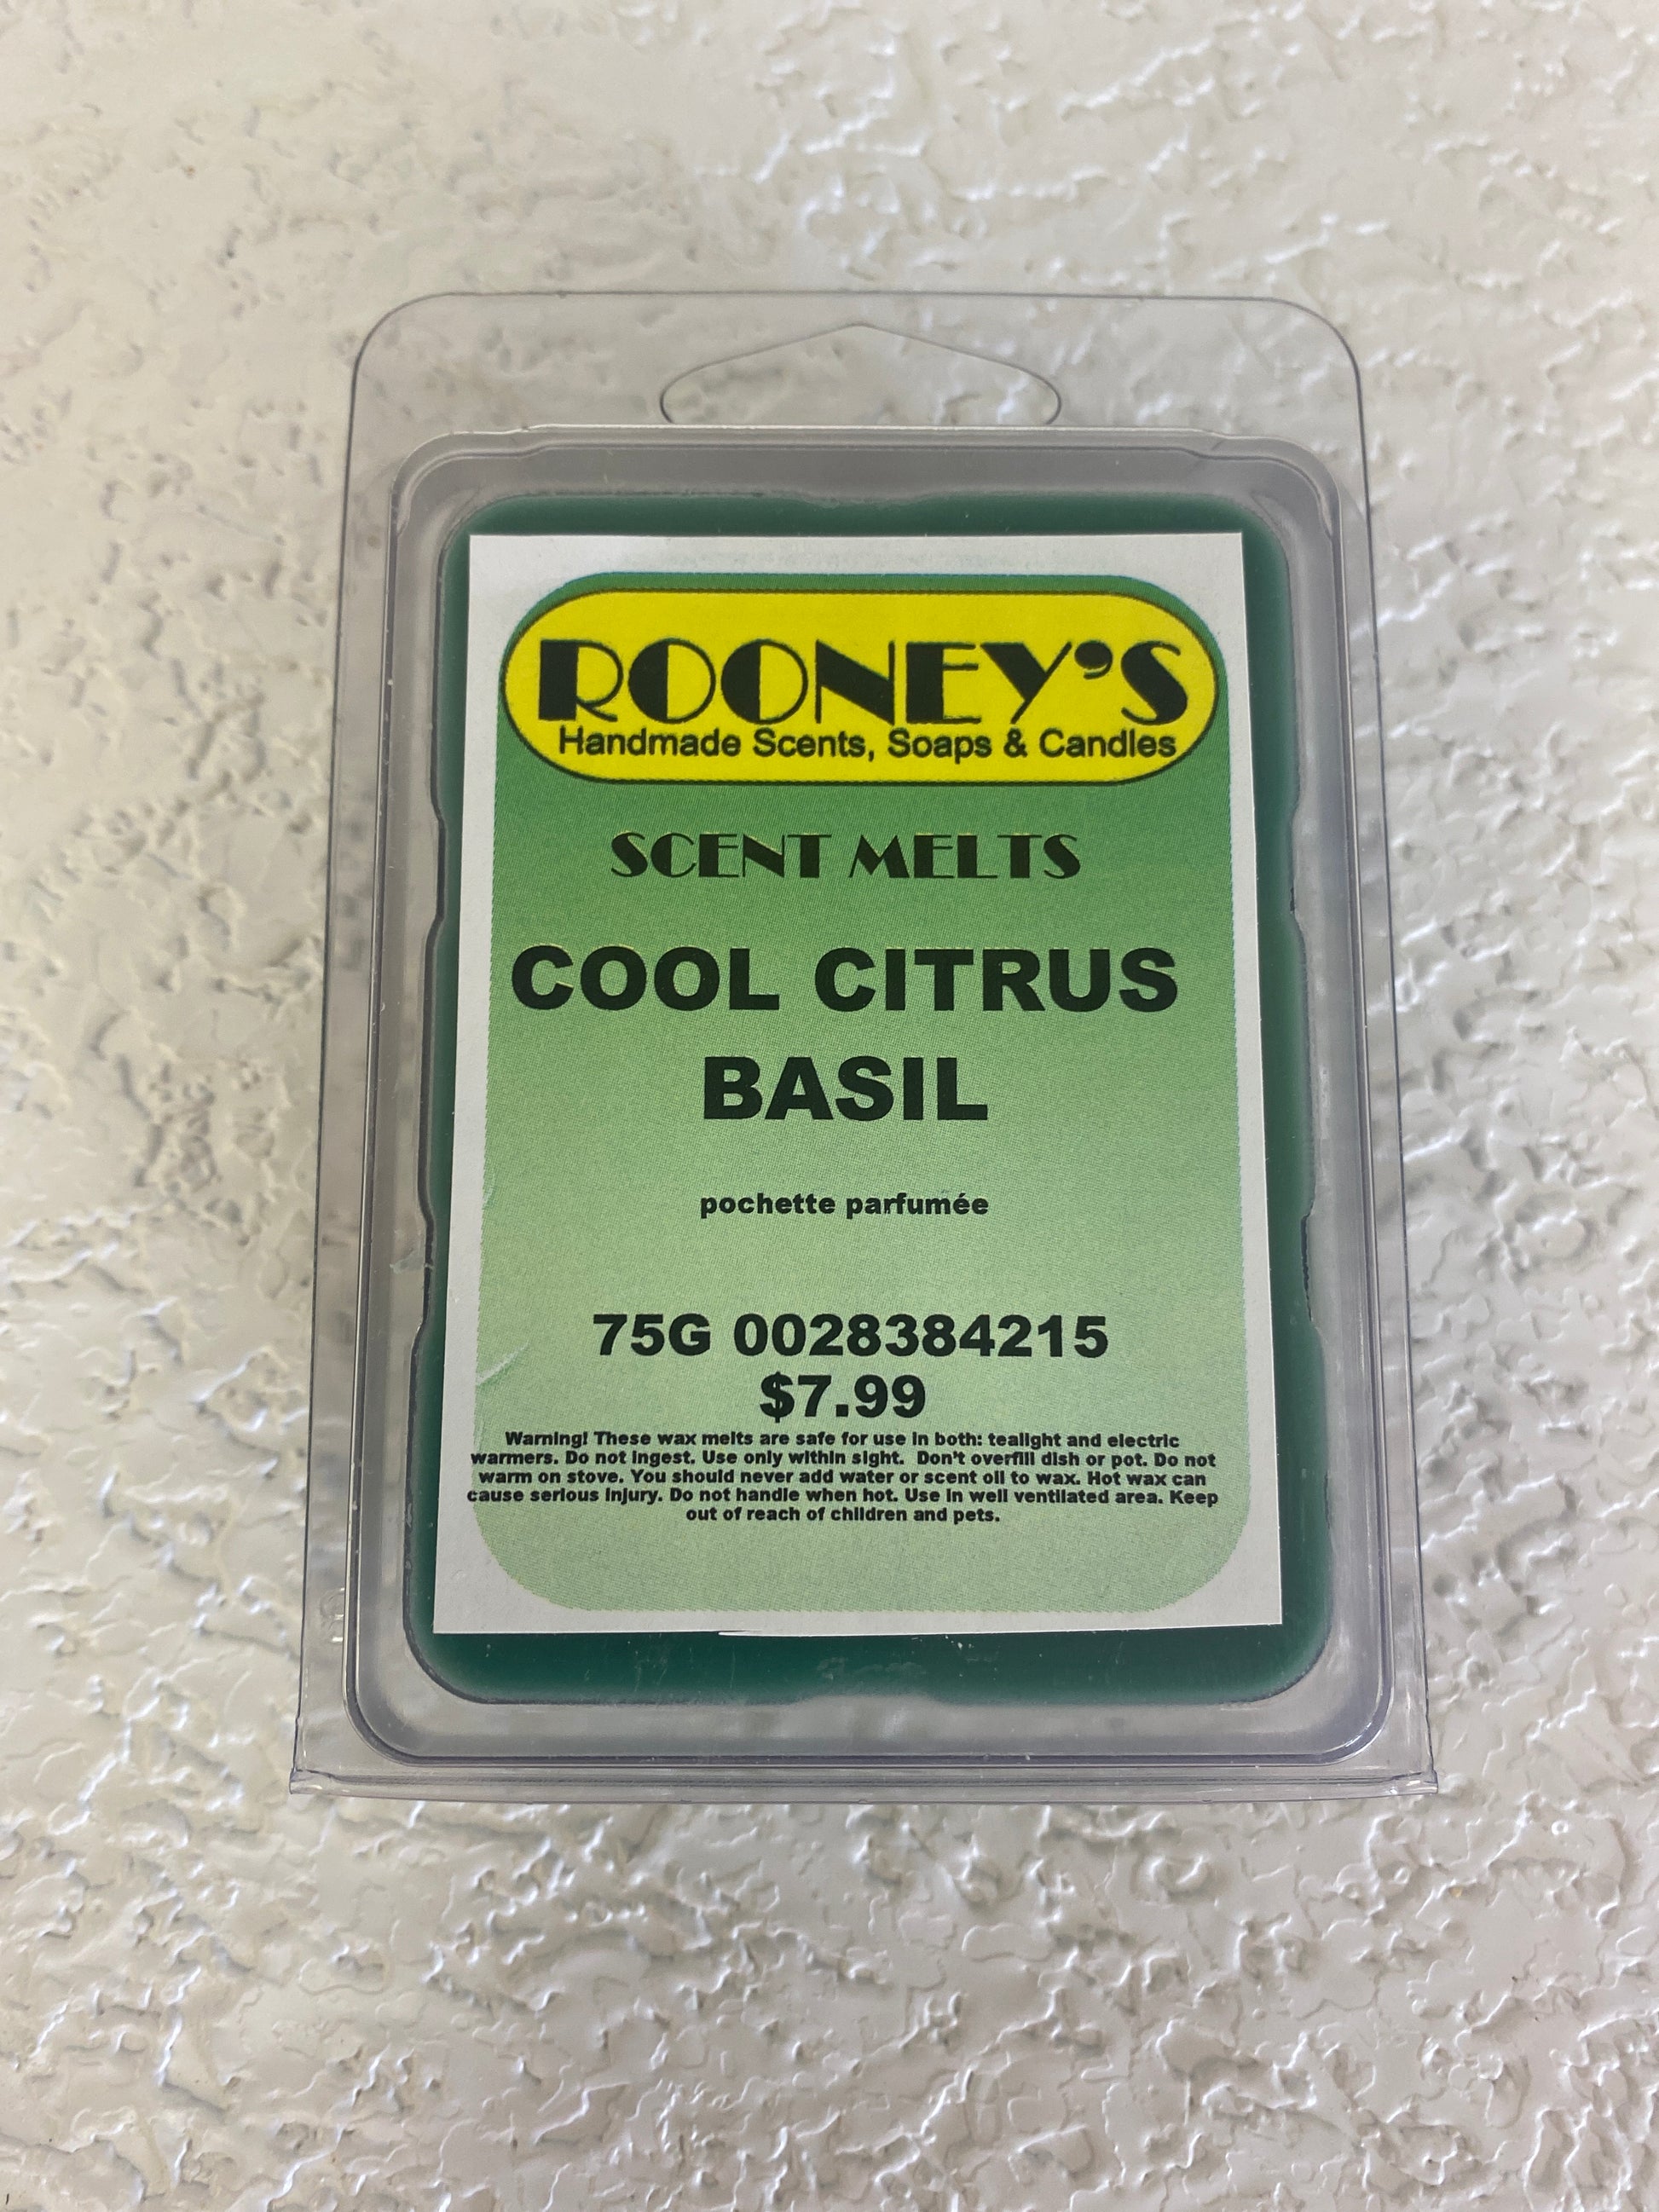 ROONEY'S
Handmade Scents, Soaps & Candles
SCENT MELTS
COOL CITRUS
BASIL
pochette parfumée
75G 0028384215
$7.99
Warning! These wax melts are safe for use in both: tealight and electric
warmers. Do not ingest. Use only within sight. Don't overfill dish or pot. Do not
warm on stove. You should never add water or scent oil to wax. Hot wax can
cause serious injury. Do not handle when hot. Use in well ventilated area. Keep
out of reach of children and pets.